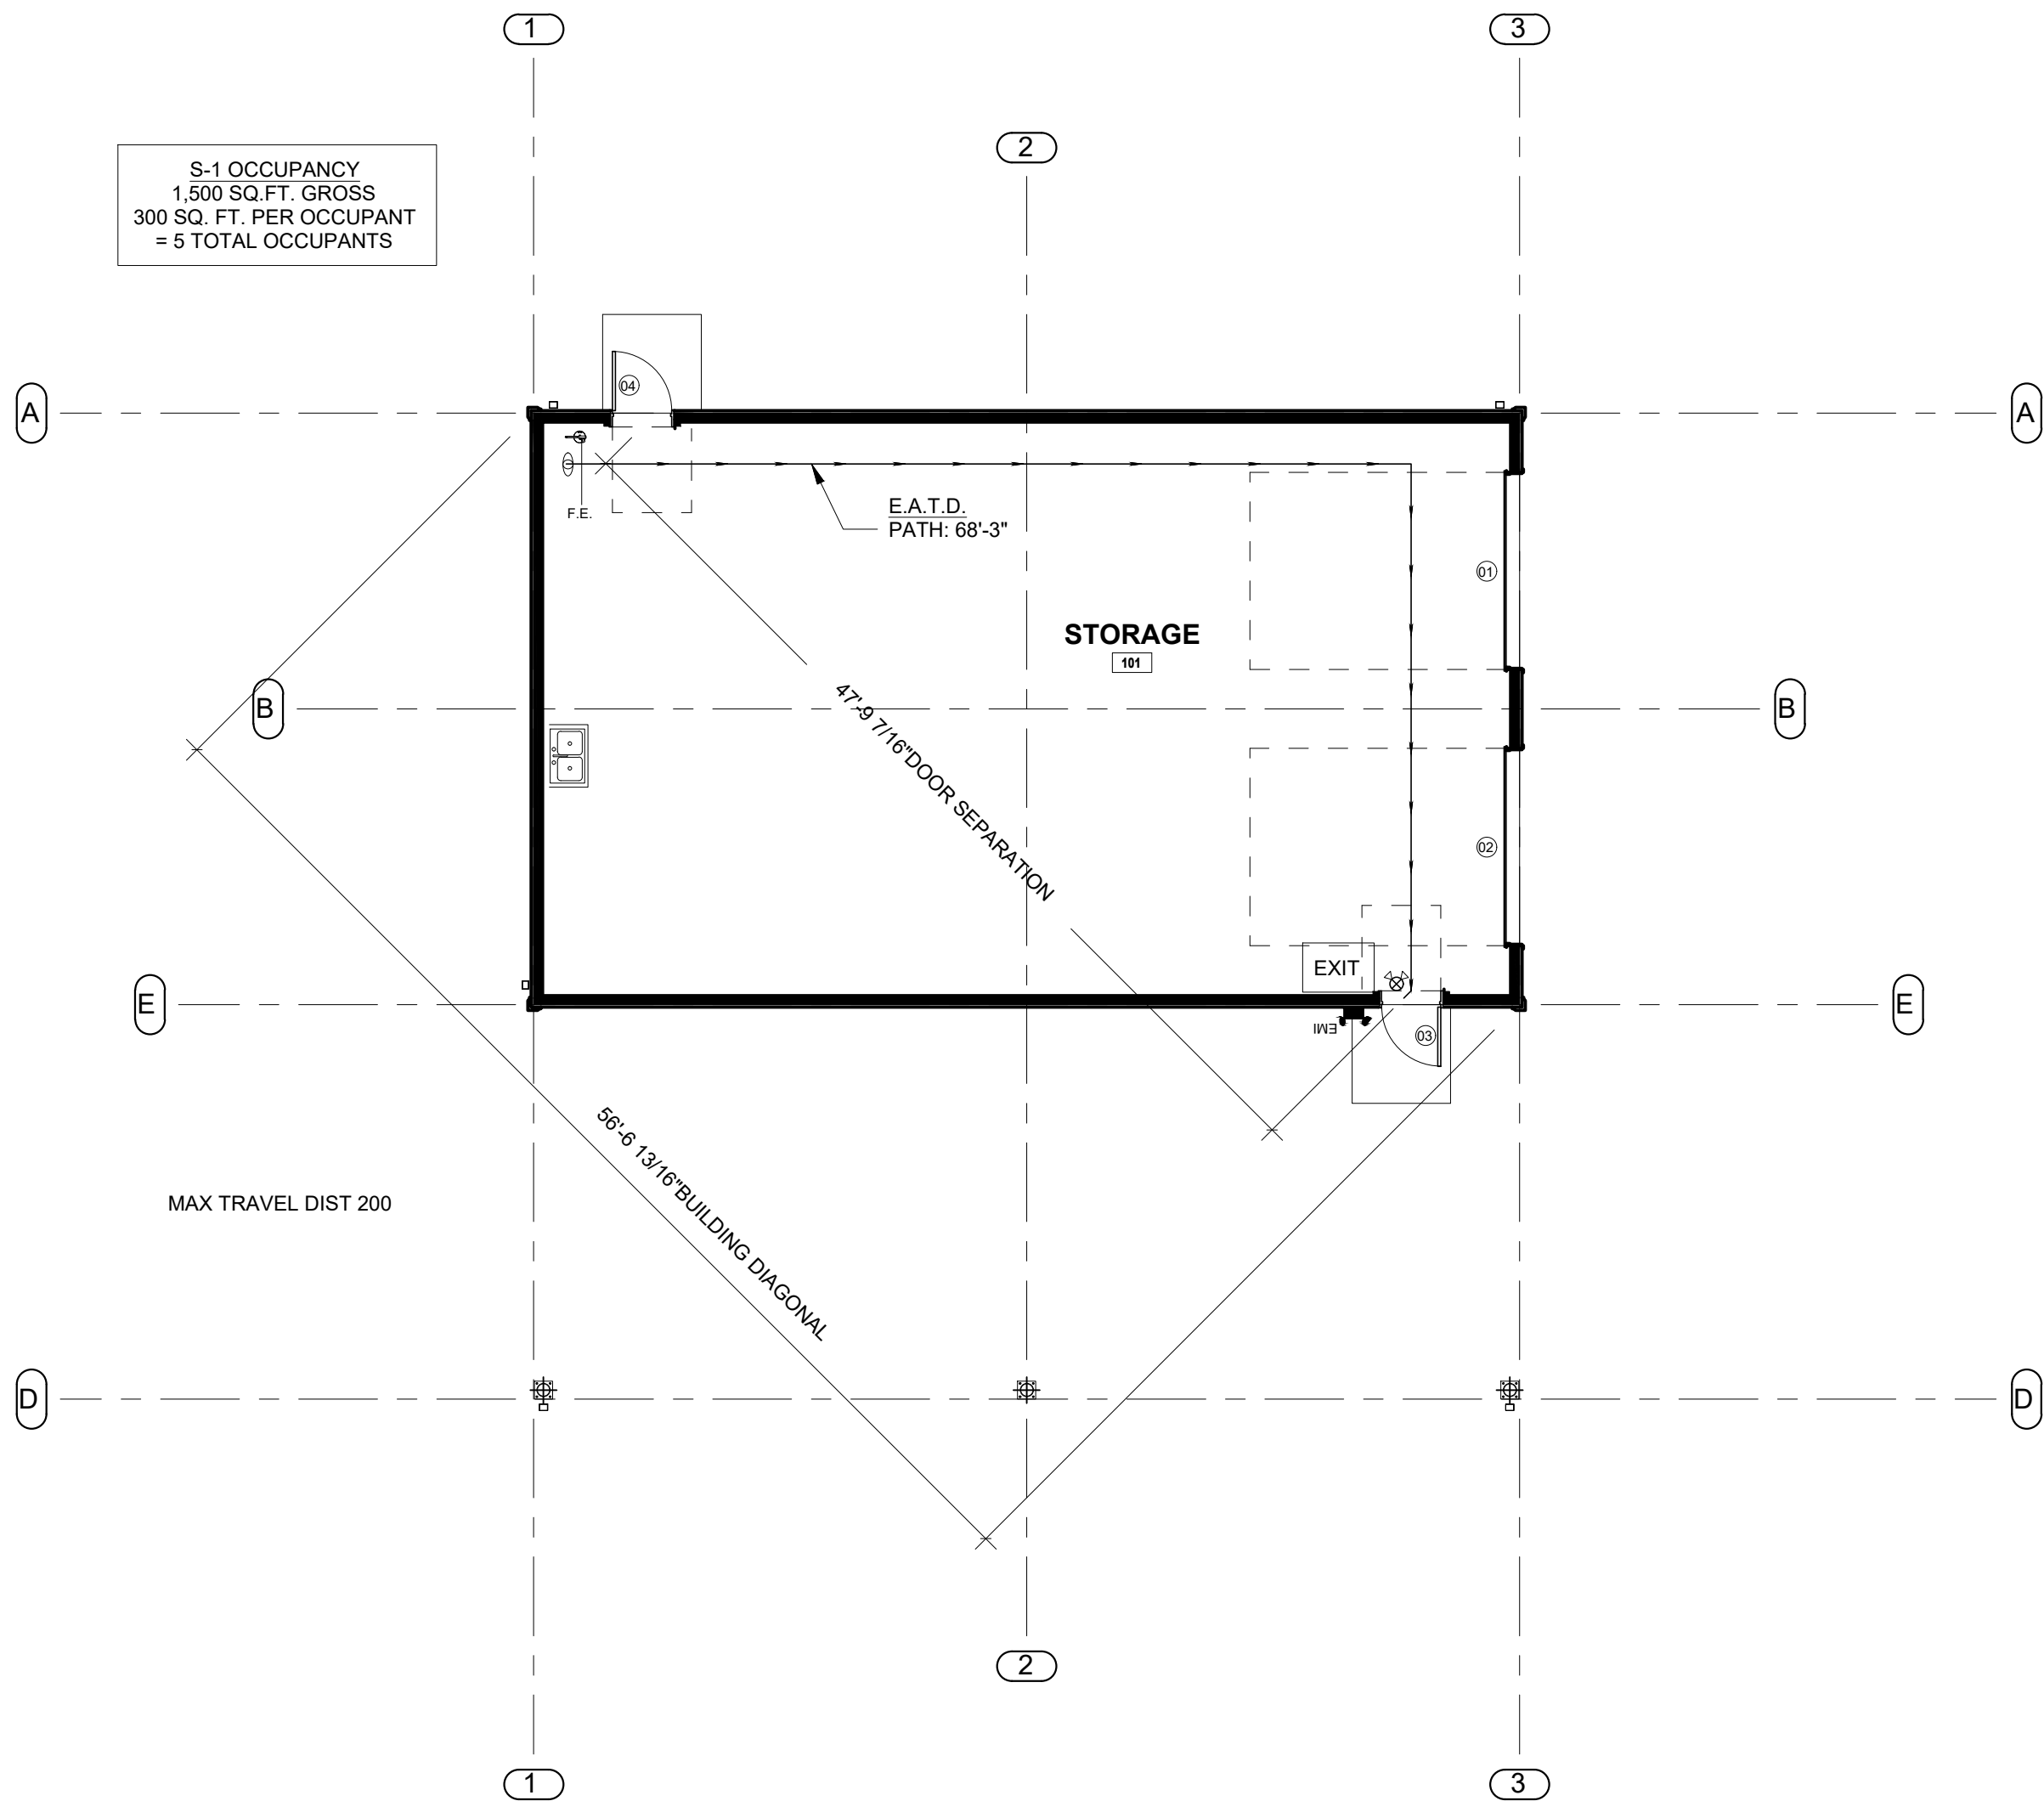 1
3
2
S-1 OCCUPANCY
1,500 SQ.FT. GROSS
300 SQ. FT. PER OCCUPANT
= 5 TOTAL OCCUPANTS
04
A
A
F.E.
E.A.T.D.
PATH: 68'-3"
01
STORAGE
101
B
B
47'-9 7/16"DOOR SEPARATION
02
EXIT
E
E
EMI
03
56'-6 13/16"BUILDING DIAGONAL
MAX TRAVEL DIST 200
D
D
2
1
3